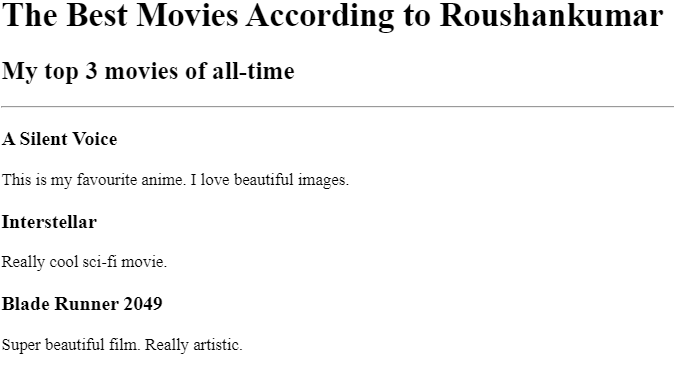 The Best Movies According to Roushankumar
My top 3 movies of all-time
A Silent Voice
This is my favourite anime. I love beautiful images.
Interstellar
Really cool sci-fi movie.
Blade Runner 2049
Super beautiful film. Really artistic.